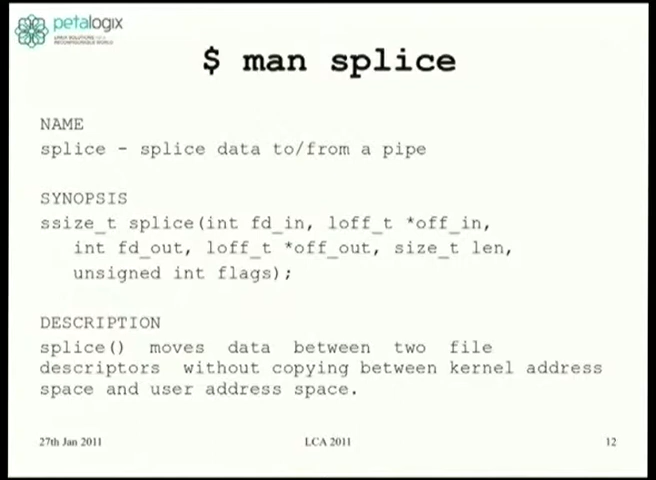 petalogix
$ man splice
NAME
splice - splice data to/from a pipe
SYNOPSIS
ssize_t splice(int fd_in, loff_t *off_in,
int fd_out, loff_t *off_out, size_t len,
unsigned int flags);
DESCRIPTION
splice() moves data between two file
descriptors without copying between kernel address
space and user address space.
27th Jan 2011
LCA 2011
12